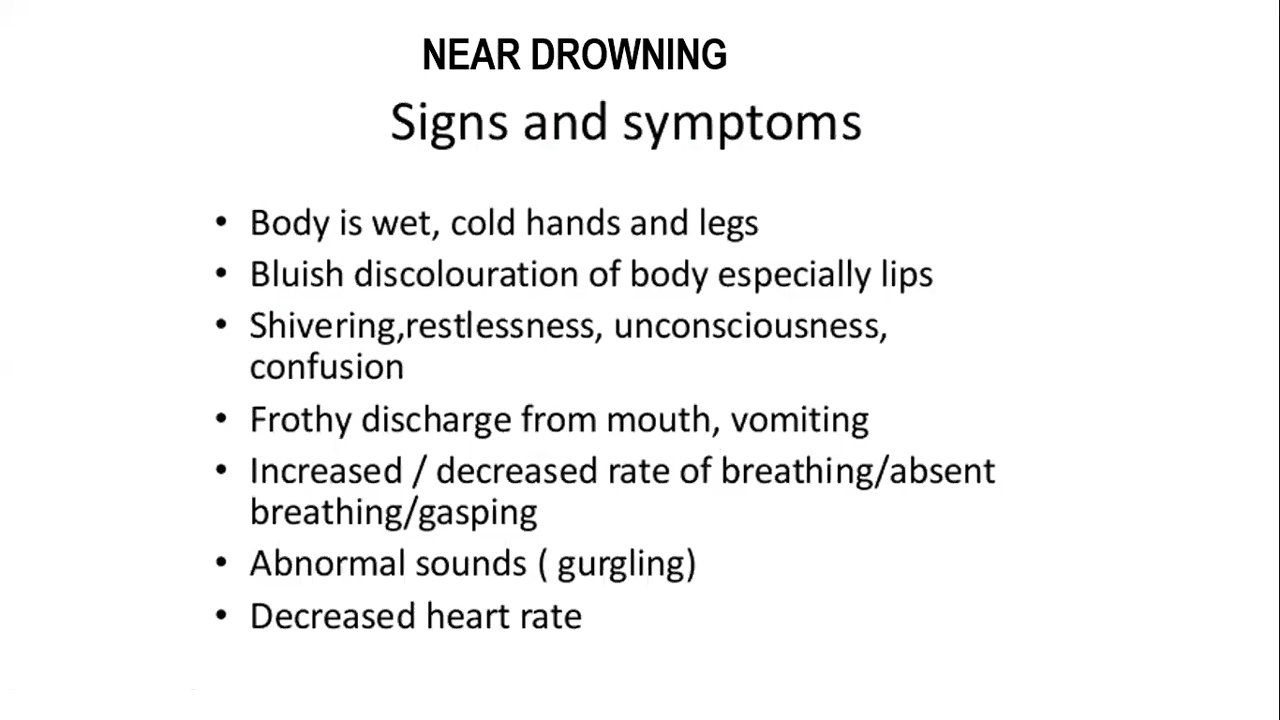 NEAR DROWNING
Signs and symptoms
• Body is wet, cold hands and legs
• Bluish discolouration of body especially lips
• Shivering,restlessness, unconsciousness,
confusion
• Frothy discharge from mouth, vomiting
• Increased / decreased rate of breathing/absent
breathing/gasping
• Abnormal sounds ( gurgling)
• Decreased heart rate